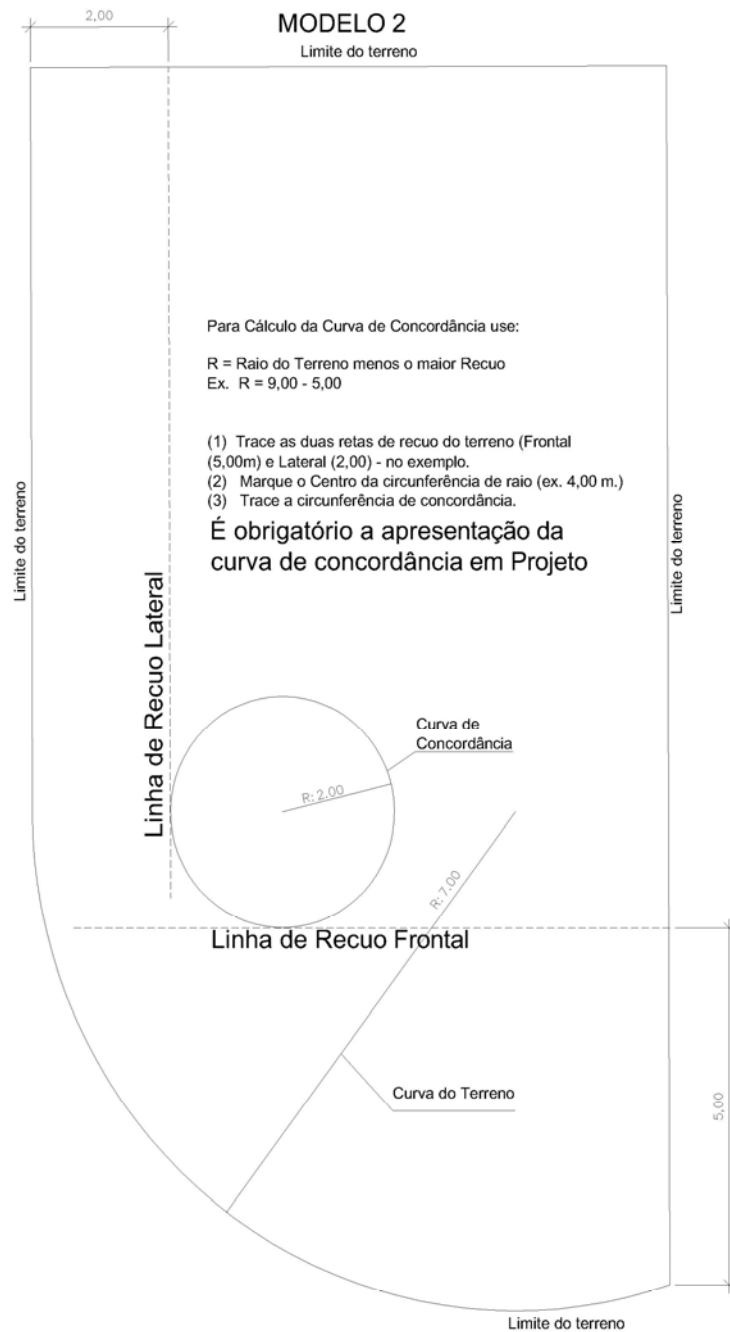 2,00
MODELO 2
Limite do terreno
Para Cálculo da Curva de Concordância use:
R = Raio do Terreno menos o maior Recuo
Ex. R = 9,00 - 5,00
(1) Trace as duas retas de recuo do terreno (Frontal
(5,00m) e Lateral (2,00) - no exemplo.
(2) Marque o Centro da circunferência de raio (ex. 4,00 m.)
(3) Trace a circunferência de concordância.
É obrigatório a apresentação da
curva de concordância em Projeto
Limite do terreno
Limite do terreno
Linha de Recuo Lateral
Curva de
Concordância
R: 2.00
R: 7.00
Linha de Recuo Frontal
Curva do Terreno
5,00
Limite do terreno